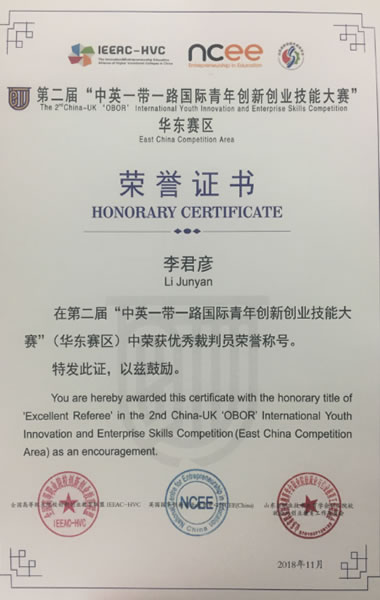 IEEAC-HVC
ncee
Entrepreneurship in Education
第二届“中英一带一路国际青年创新创业技能大赛”
The 2nd China-UK 'OBOR' International Youth Innovation and Enterprise Skills Competition
华东赛区
East China Competition Area
荣誉证书
HONORARY CERTIFICATE
李君彦
Li Junyan
在第二届“中英一带一路国际青年创新创业技能大
赛”（华东赛区）中荣获优秀裁判员荣誉称号。
特发此证，以兹鼓励。
You are hereby awarded this certificate with the honorary title of
'Excellent Referee' in the 2nd China-UK 'OBOR' International Youth
Innovation and Enterprise Skills Competition (East China Competition
Area) as an encouragement.
IEEAC-HVC
IEEAC-HVC
NCEE
China
(China)
2018年11月